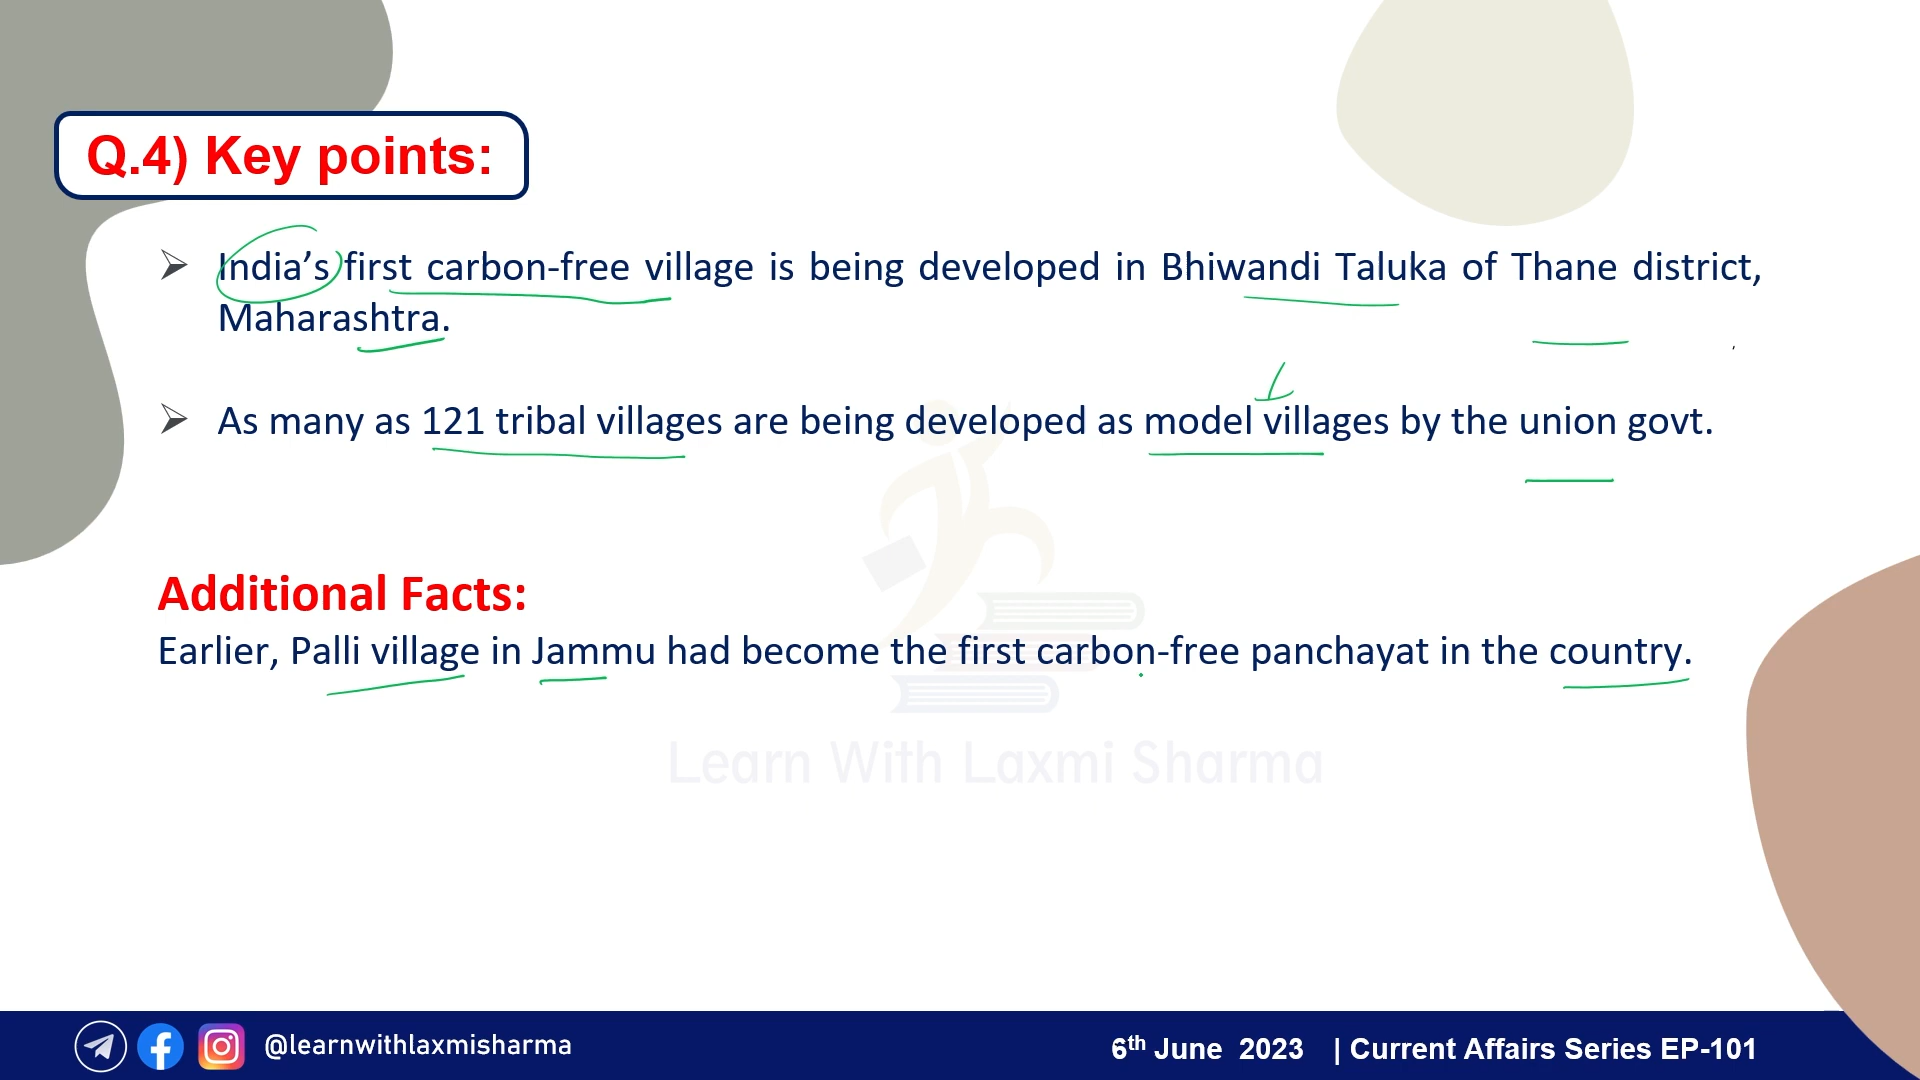 Q.4) Key points:
India’s first carbon-free village is being developed in Bhiwandi Taluka of Thane district,
Maharashtra.
As many as 121 tribal villages are being developed as model villages by the union govt.
Additional Facts:
Earlier, Palli village in Jammu had become the first carbon-free panchayat in the country.
Learn With Laxmi Sharma
@learnwithlaxmisharma
6th June 2023 | Current Affairs Series EP-101